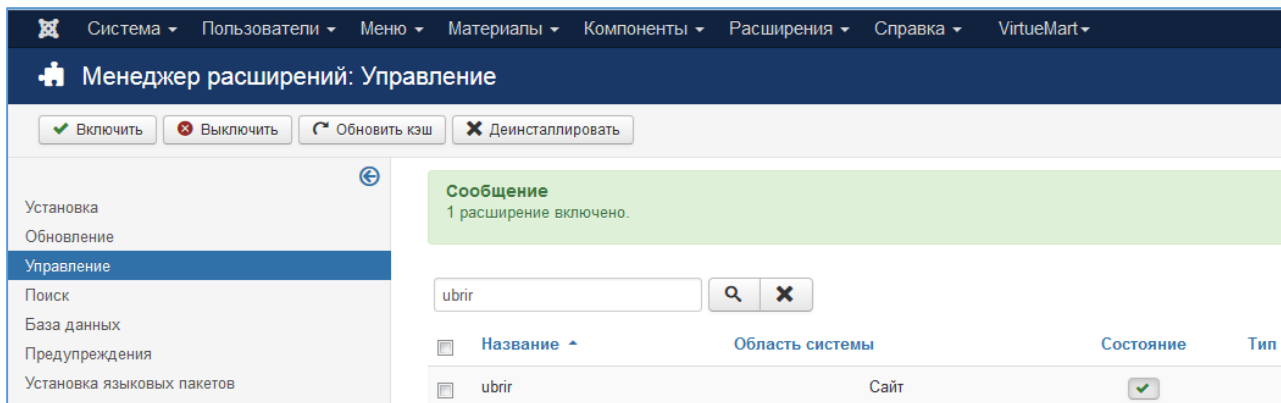 Система Пользователи Меню Материалы Компоненты Расширения Справка VirtueMart
Менеджер расширений: Управление
Включить Выключить Обновить кэш Деинсталлировать
Установка
Обновление
Управление
Поиск
База данных
Предупреждения
Установка языковых пакетов
Сообщение
1 расширение включено.
ubrir
Название Область системы Состояние Тип
ubrir Сайт